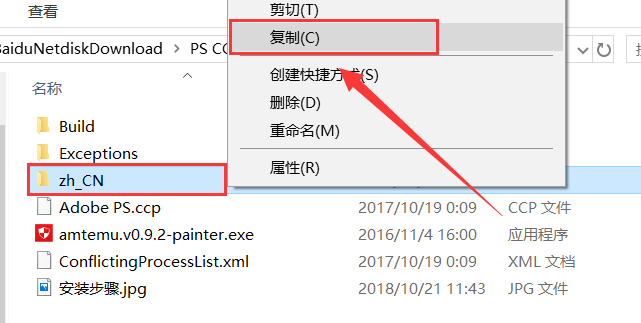 查看
剪切(T)
复制(C)
BaiduNetdiskDownload
PS CC
创建快捷方式(S)
名称
删除(D)
Build
重命名(M)
Exceptions
属性(R)
zh_CN
Adobe PS.ccp 2017/10/19 0:09 CCP 文件
amtemu.v0.9.2-painter.exe 2016/11/4 16:00 应用程序
ConflictingProcessList.xml 2017/10/19 0:09 XML 文档
安装步骤.jpg 2018/10/21 11:43 JPG 文件